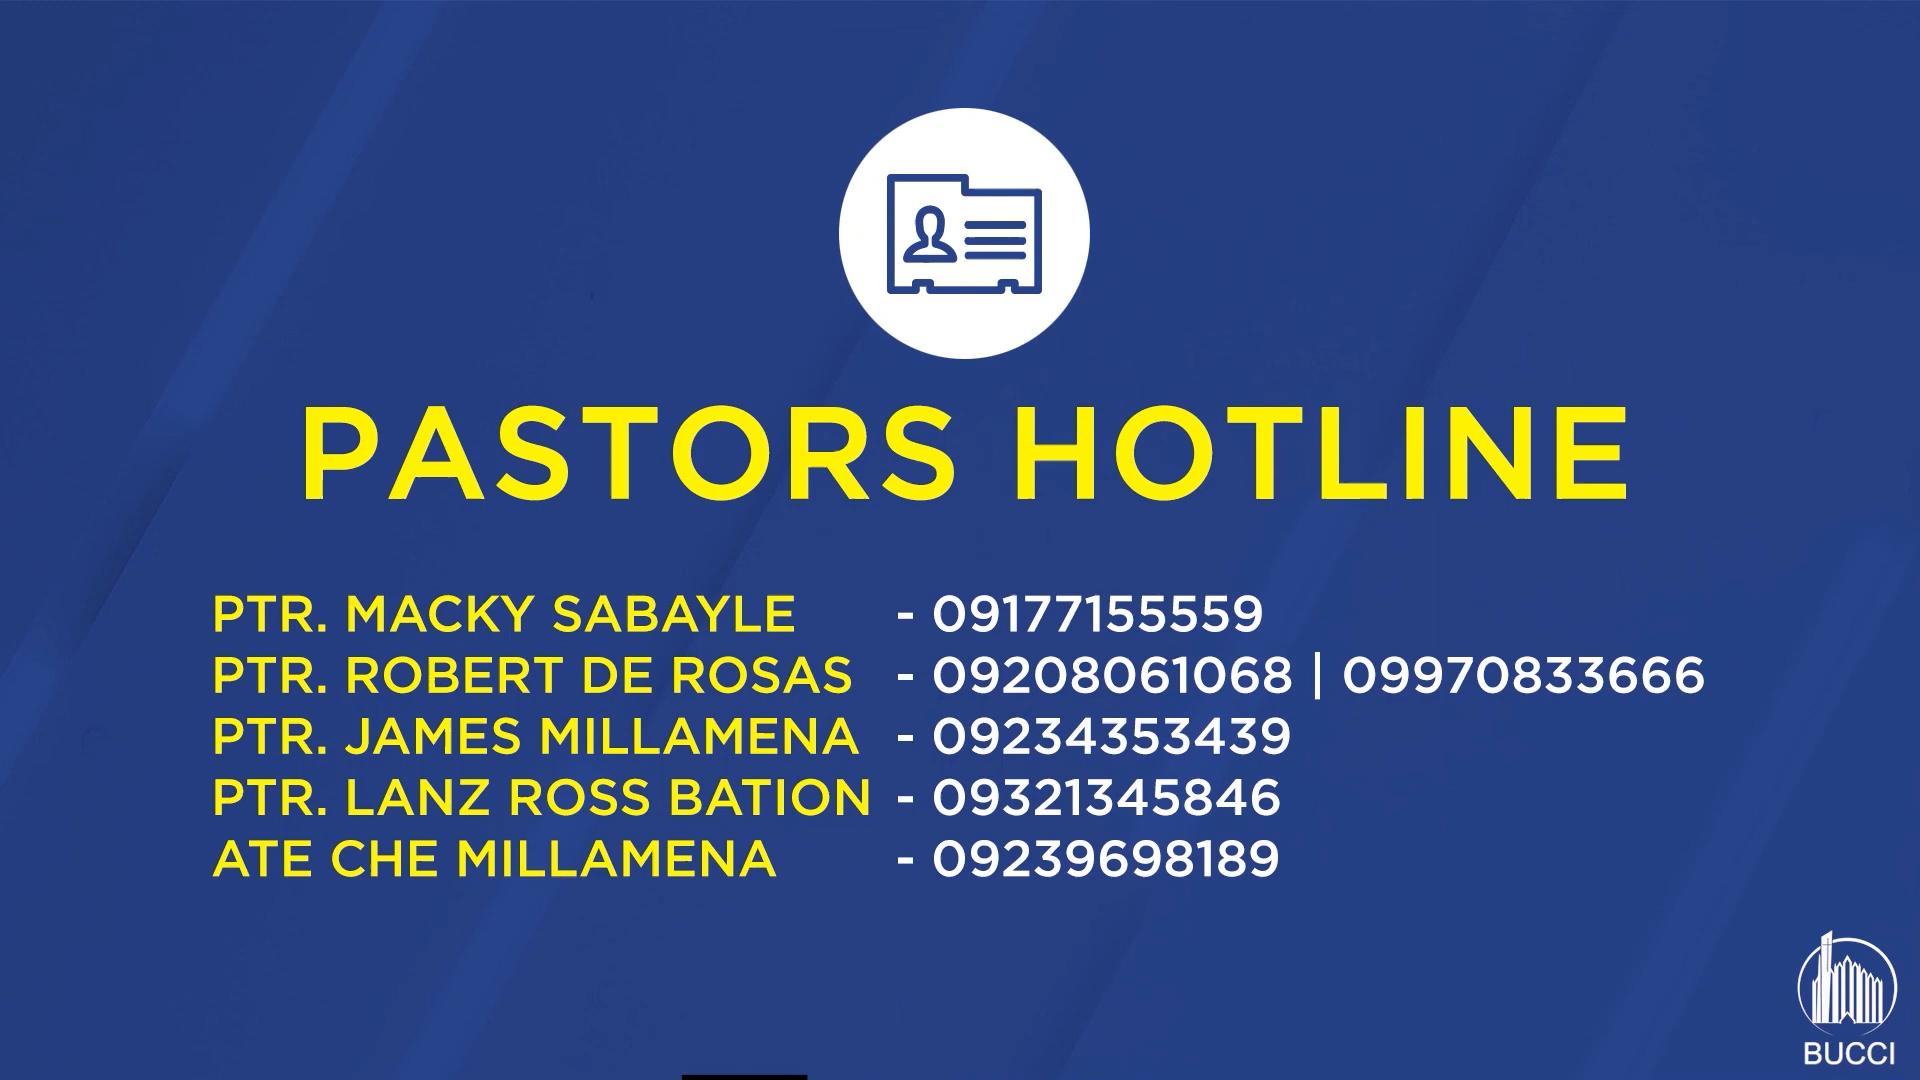 PASTORS HOTLINE
PTR. MACKY SABAYLE - 09177155559
PTR. ROBERT DE ROSAS - 09208061068 | 09970833666
PTR. JAMES MILLAMENA - 09234353439
PTR. LANZ ROSS BATION - 09321345846
ATE CHE MILLAMENA - 09239698189
BUCCI